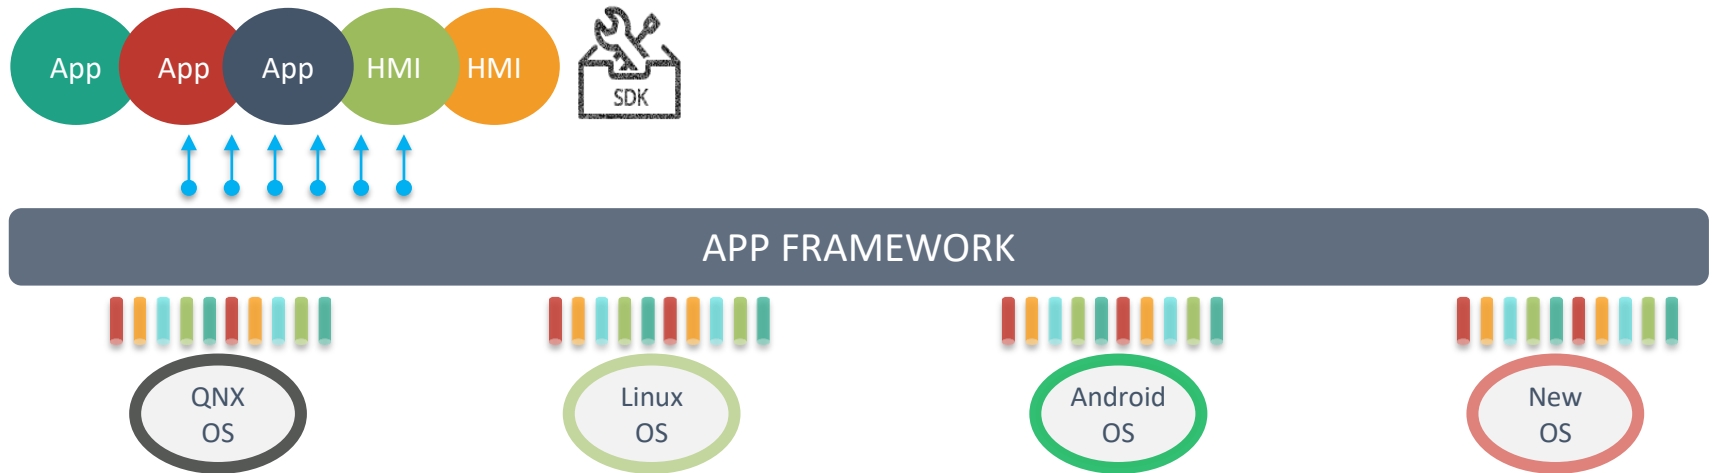 App App App HMI HMI
SDK
APP FRAMEWORK
QNX
OS
Linux
OS
Android
OS
New
OS